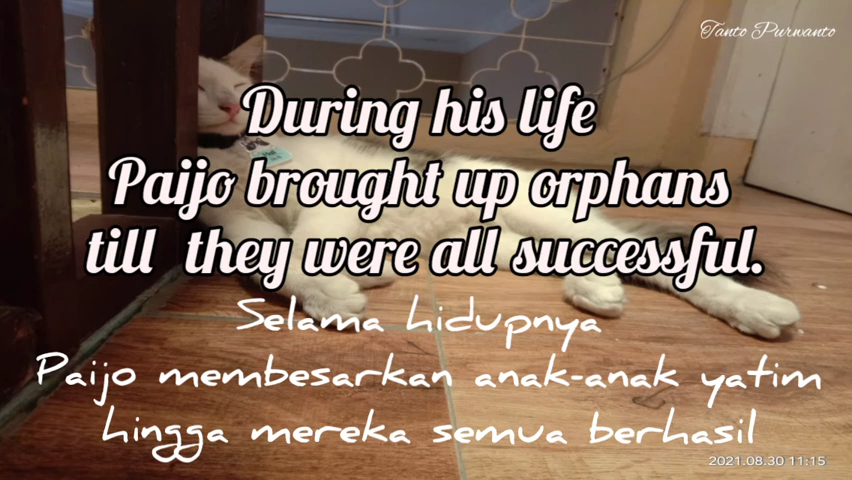 Tanto Purwanto
During his life
Paijo brought up orphans
till they were all successful.
Selama hidupnya
Paijo membesarkan anak-anak yatim
hingga mereka semua berhasil
2021.08.30 11:15